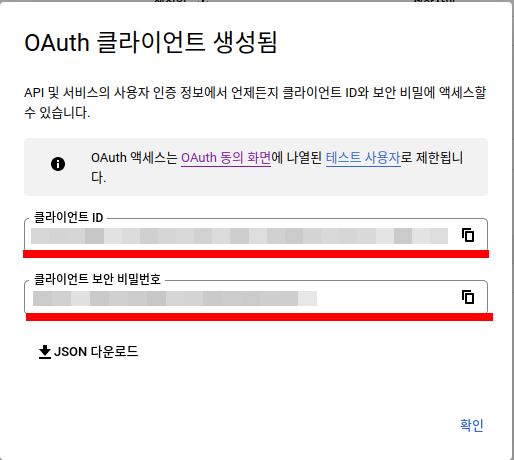 OAuth 클라이언트 생성됨
API 및 서비스의 사용자 인증 정보에서 언제든지 클라이언트 ID와 보안 비밀에 액세스할
수 있습니다.
OAuth 액세스는 OAuth 동의 화면에 나열된 테스트 사용자로 제한됩니
다.
클라이언트 ID
클라이언트 보안 비밀번호
JSON 다운로드
확인